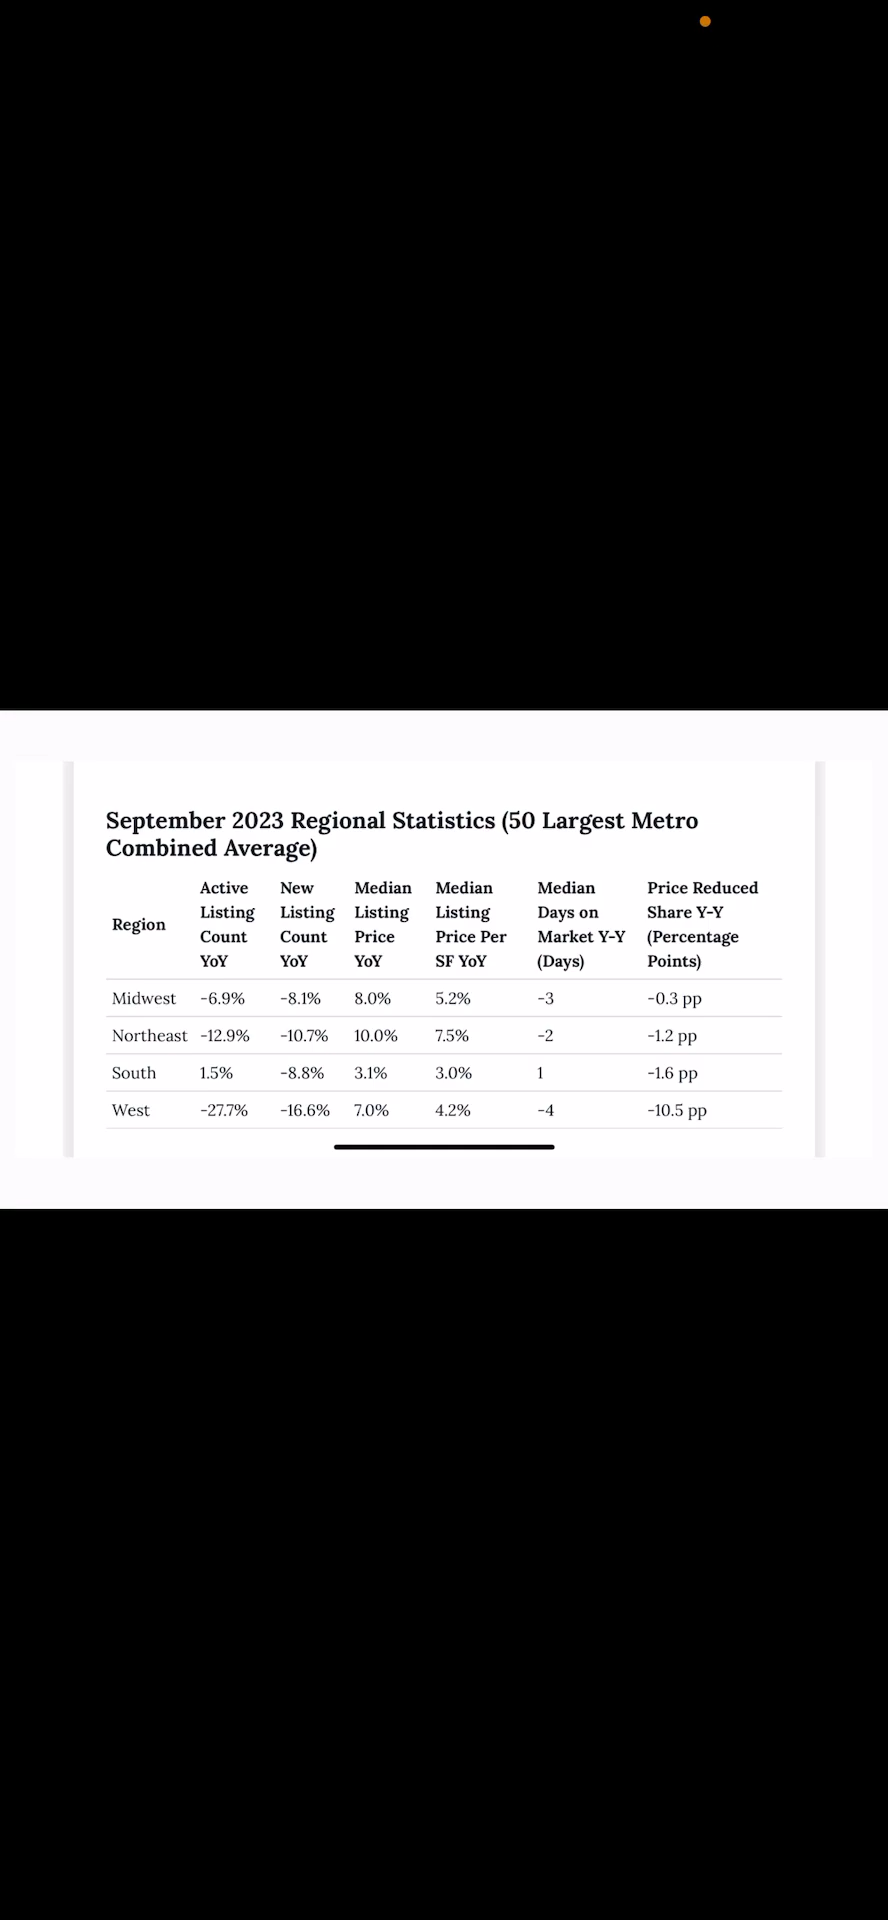 September 2023 Regional Statistics (50 Largest Metro
Combined Average)
Region Active Listing Count YoY New Listing Count YoY Median Listing Price YoY Median Listing Price Per SF YoY Median Days on Market Y-Y (Days) Price Reduced Share Y-Y (Percentage Points)
Midwest -6.9% -8.1% 8.0% 5.2% -3 -0.3 pp
Northeast -12.9% -10.7% 10.0% 7.5% -2 -1.2 pp
South 1.5% -8.8% 3.1% 3.0% 1 -1.6 pp
West -27.7% -16.6% 7.0% 4.2% -4 -10.5 pp